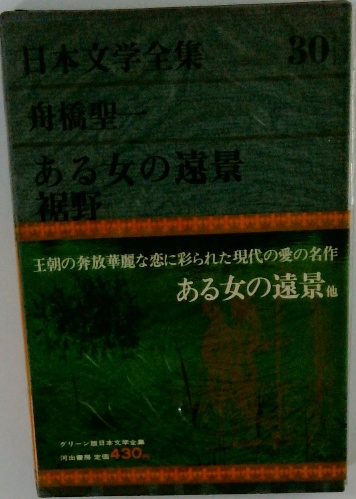 日本文学全集 30
舟橋聖一
ある女の遠景
裾野
王朝の奔放華麗な恋に彩られた現代の愛の名作
ある女の遠景他
グリーン版日本文学全集
河出書房 定価430円